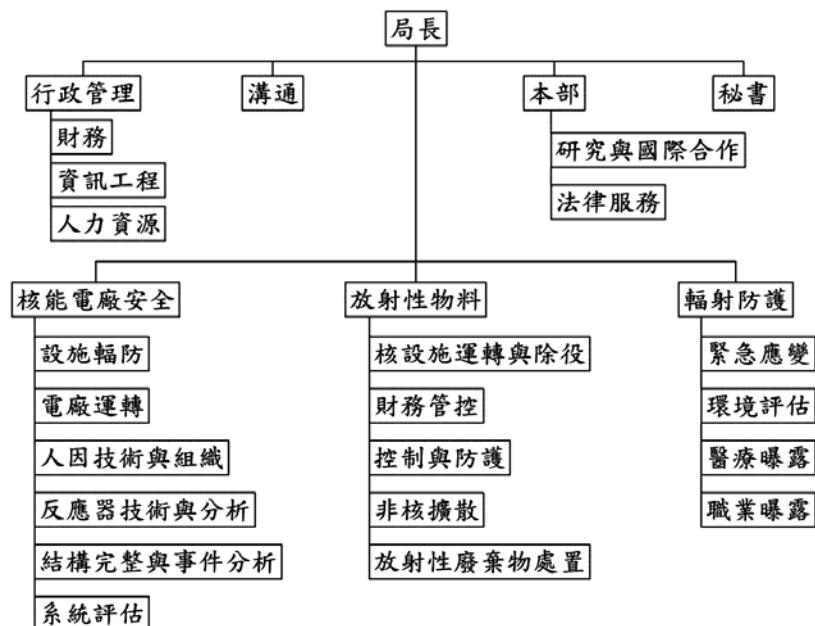 局長
行政管理
溝通
本部
秘書
財務
資訊工程
人力資源
研究與國際合作
法律服務
核能電廠安全
放射性物料
輻射防護
設施輻防
電廠運轉
人因技術與組織
反應器技術與分析
結構完整與事件分析
系統評估
核設施運轉與除役
財務管控
控制與防護
非核擴散
放射性廢棄物處置
緊急應變
環境評估
醫療曝露
職業曝露